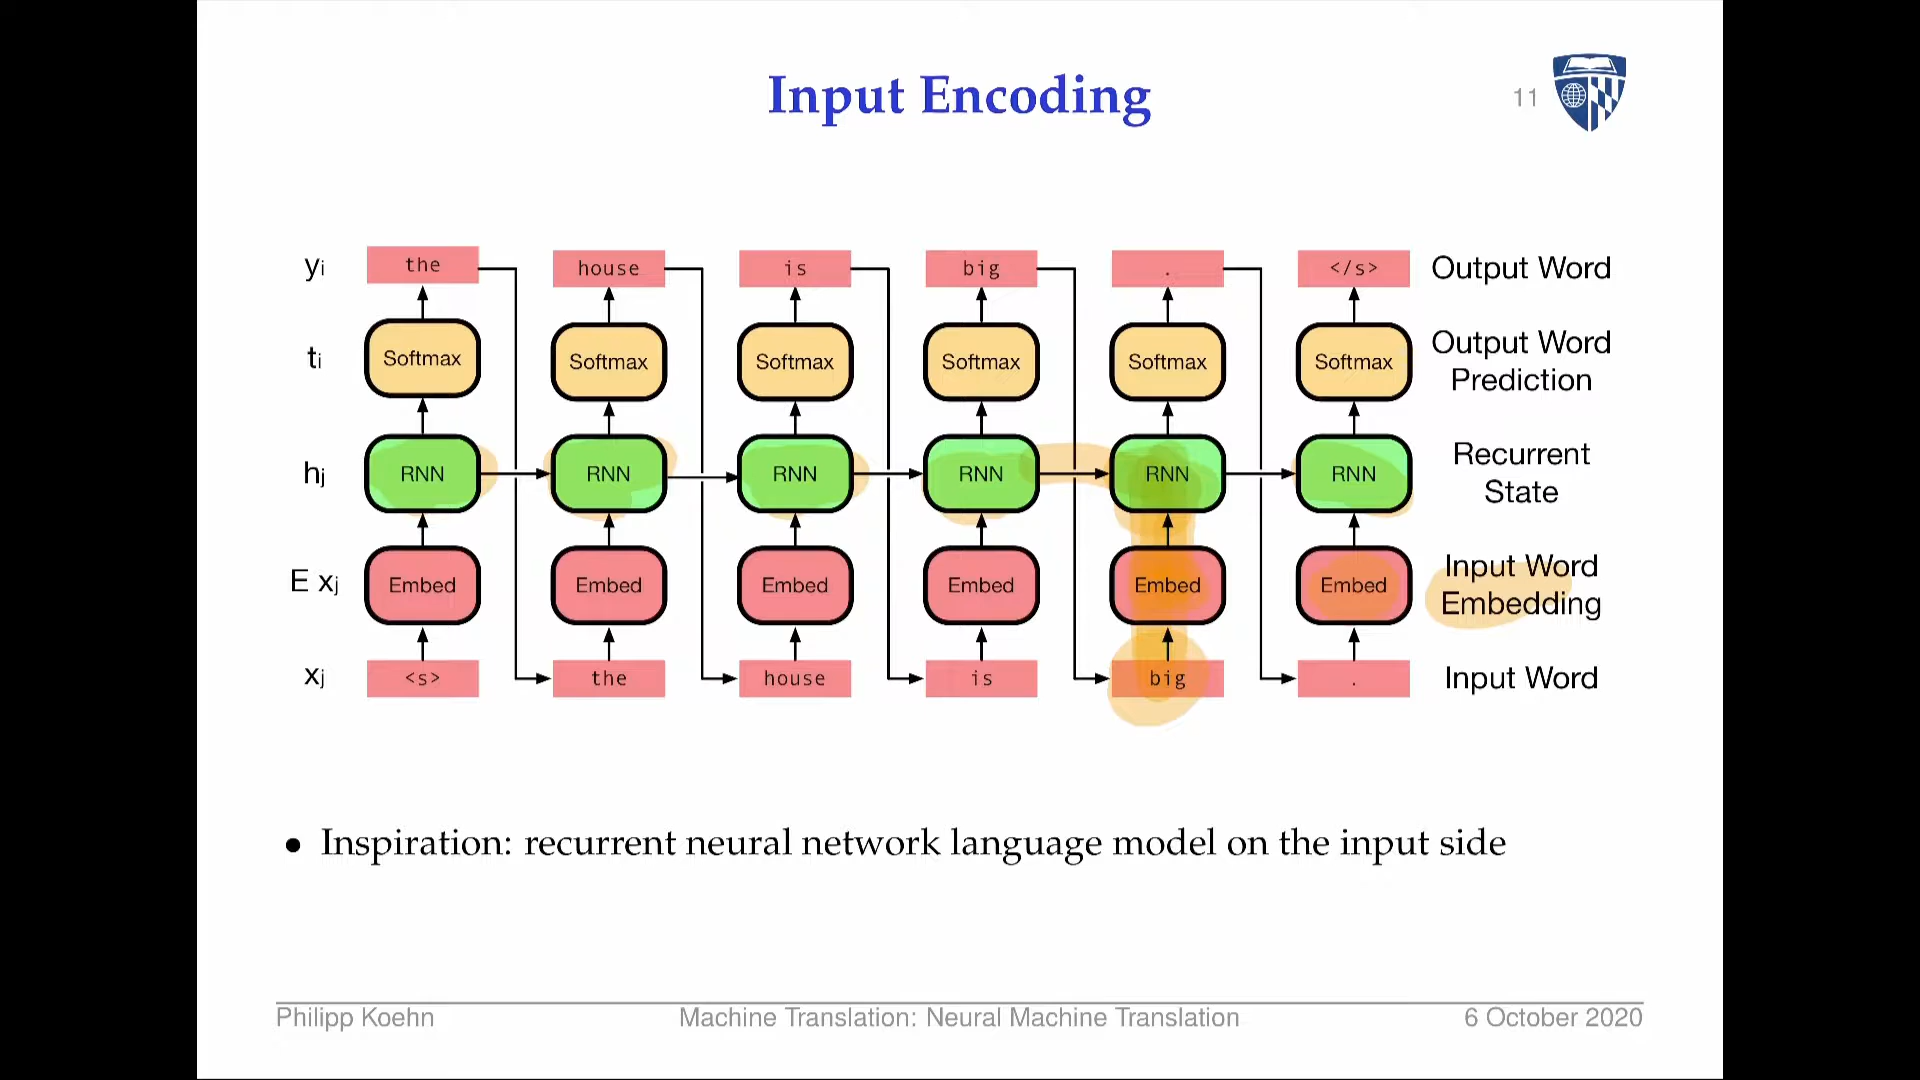 Input Encoding
11
yi the house is big . </s> Output Word
ti Softmax Softmax Softmax Softmax Softmax Softmax Output Word Prediction
hj RNN RNN RNN RNN RNN RNN Recurrent State
E xj Embed Embed Embed Embed Embed Embed Input Word Embedding
xj <s> the house is big . Input Word
• Inspiration: recurrent neural network language model on the input side
Philipp Koehn Machine Translation: Neural Machine Translation 6 October 2020